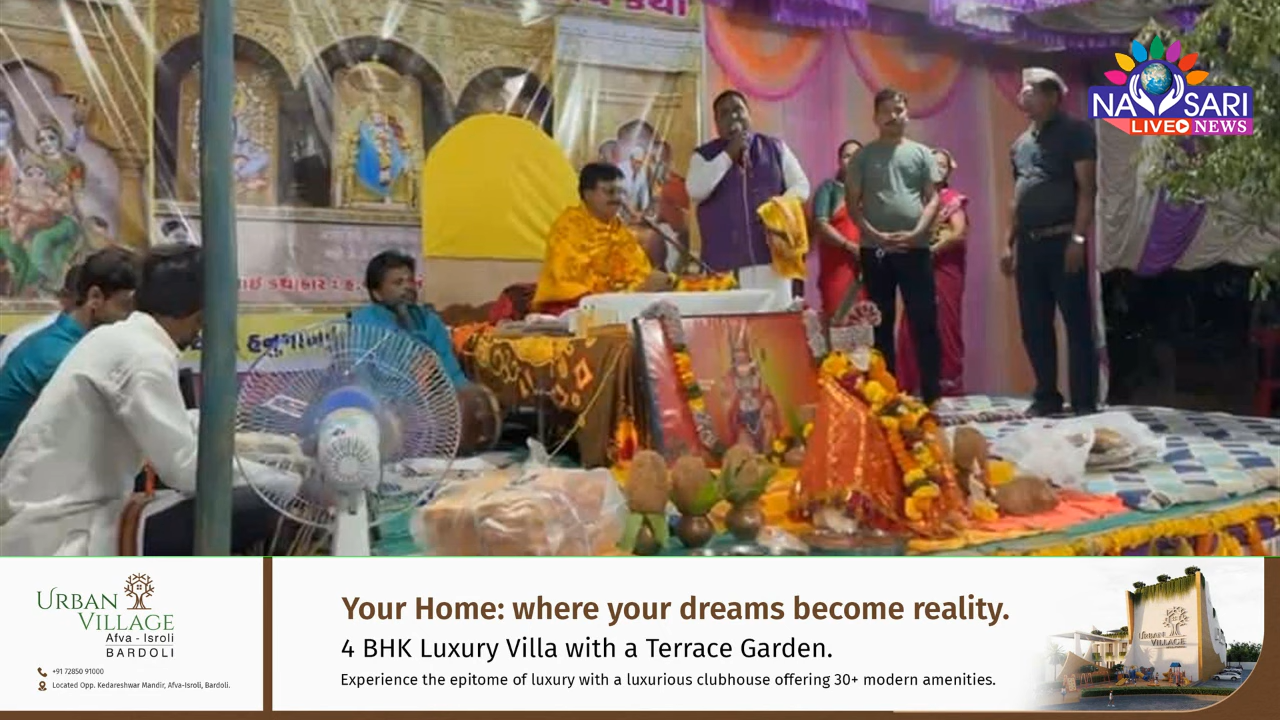 કથા
NAVSARI
LIVE NEWS
URBAN
VILLAGE
Afva - Isroli
BARDOLI
+91 72850 91000
Located Opp. Kedareshwar Mandir, Afva-Isroli, Bardoli.
Your Home: where your dreams become reality.
4 BHK Luxury Villa with a Terrace Garden.
Experience the epitome of luxury with a luxurious clubhouse offering 30+ modern amenities.
URBAN
VILLAGE